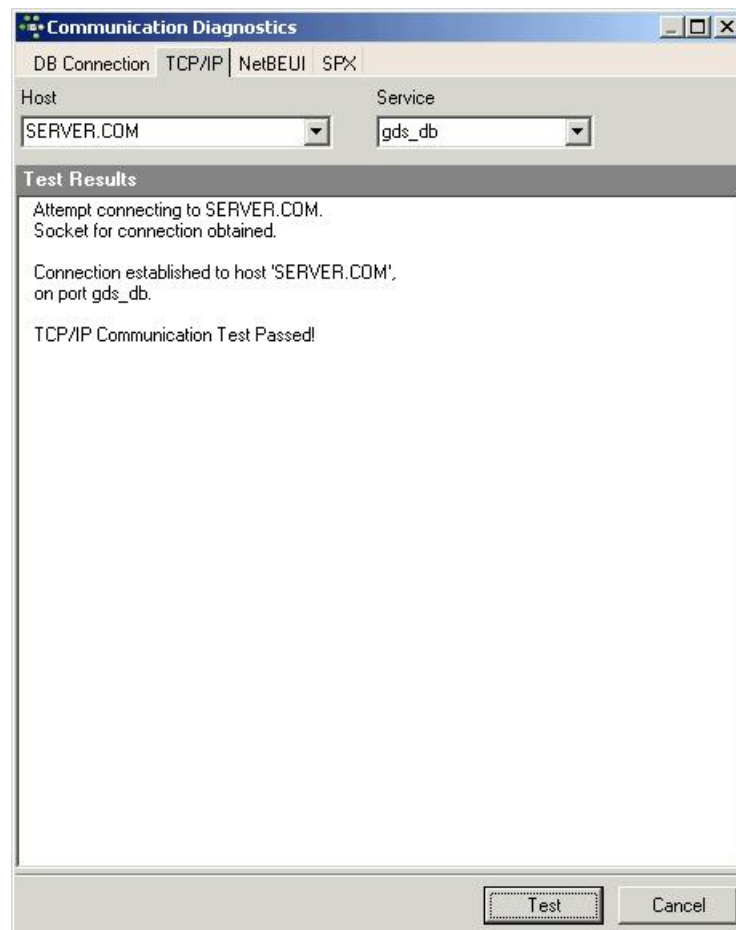 Communication Diagnostics
DB Connection TCP/IP NetBEUI SPX
Host Service
SERVER.COM gds_db
Test Results
Attempt connecting to SERVER.COM.
Socket for connection obtained.
Connection established to host 'SERVER.COM',
on port gds_db.
TCP/IP Communication Test Passed!
Test Cancel